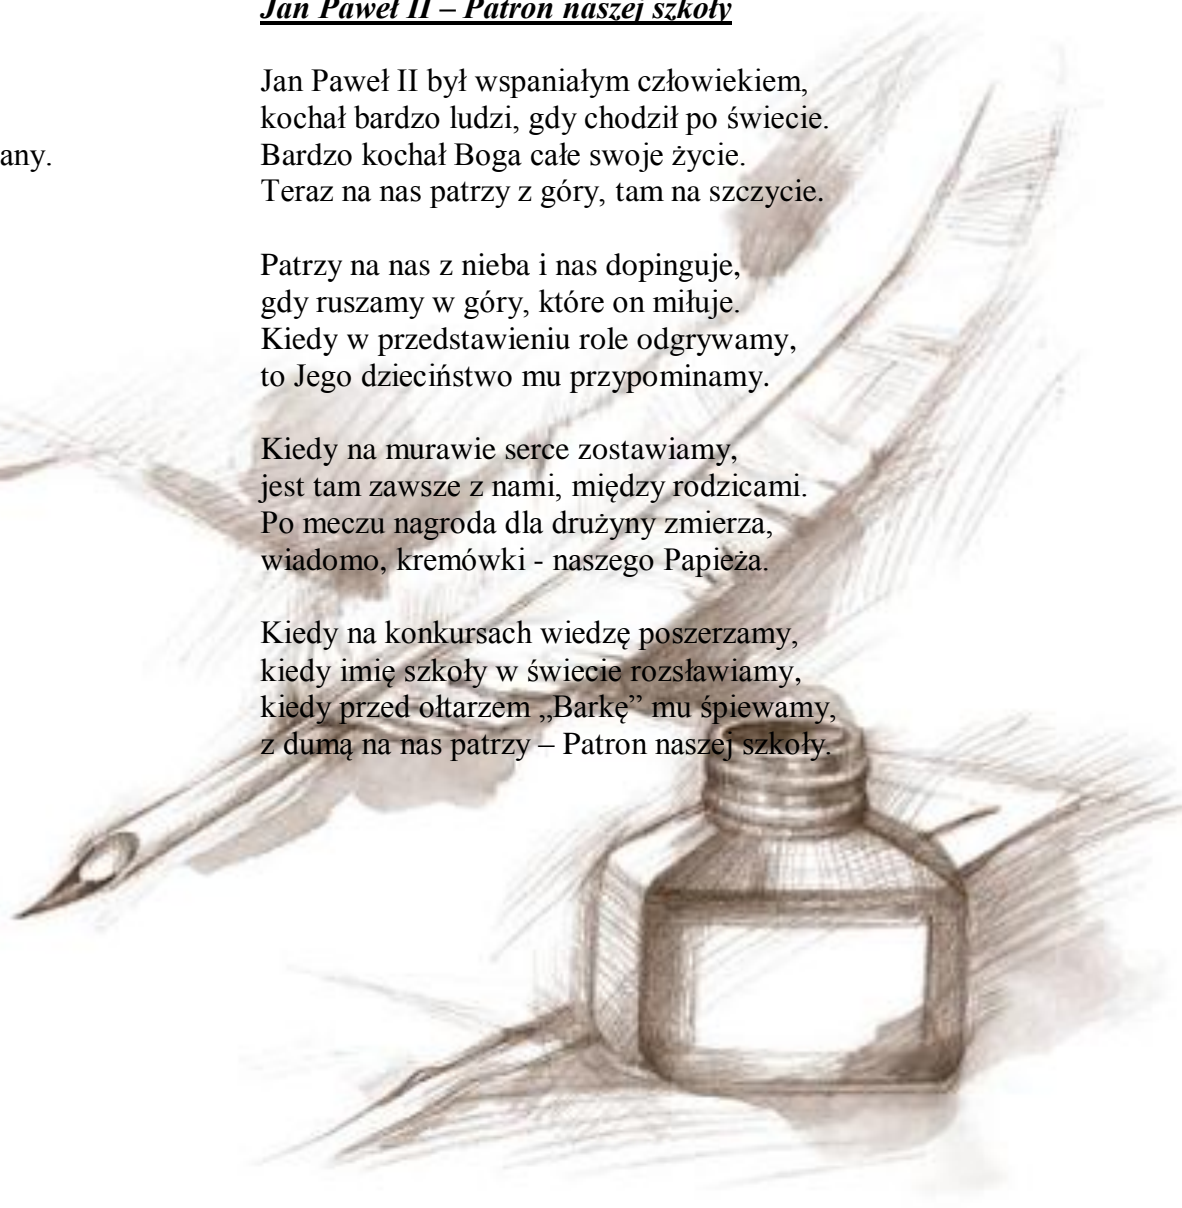 Jan Paweł II – Patron naszej szkoły
Jan Paweł II był wspaniałym człowiekiem,
kochał bardzo ludzi, gdy chodził po świecie.
any.
Bardzo kochał Boga całe swoje życie.
Teraz na nas patrzy z góry, tam na szczycie.
Patrzy na nas z nieba i nas dopinguje,
gdy ruszamy w góry, które on miłuje.
Kiedy w przedstawieniu role odgrywamy,
to Jego dzieciństwo mu przypominamy.
Kiedy na murawie serce zostawiamy,
jest tam zawsze z nami, między rodzicami.
Po meczu nagroda dla drużyny zmierza,
wiadomo, kremówki - naszego Papieża.
Kiedy na konkursach wiedzę poszerzamy,
kiedy imię szkoły w świecie rozsławiamy,
kiedy przed ołtarzem „Barkę” mu śpiewamy,
z dumą na nas patrzy – Patron naszej szkoły.